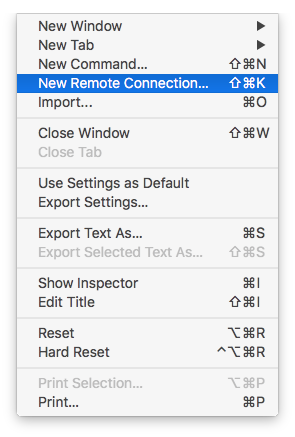 New Window ▶
New Tab ▶
New Command... ⇧⌘N
New Remote Connection... ⇧⌘K
Import... ⌘O
Close Window ⇧⌘W
Close Tab
Use Settings as Default
Export Settings...
Export Text As... ⌘S
Export Selected Text As... ⇧⌘S
Show Inspector ⌘I
Edit Title ⇧⌘I
Reset ⌥⌘R
Hard Reset ^⌥⌘R
Print Selection... ⌥⌘P
Print... ⌘P